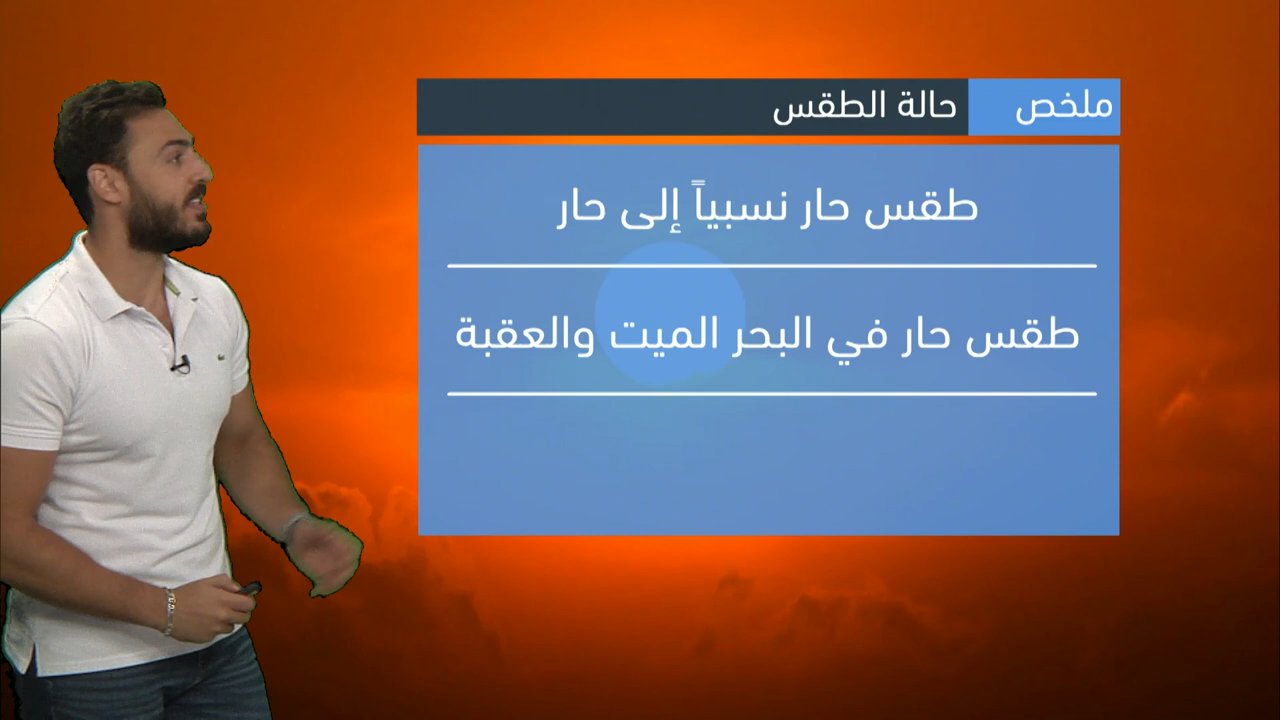 ملخص حالة الطقس
طقس حار نسبياً إلى حار
طقس حار في البحر الميت والعقبة